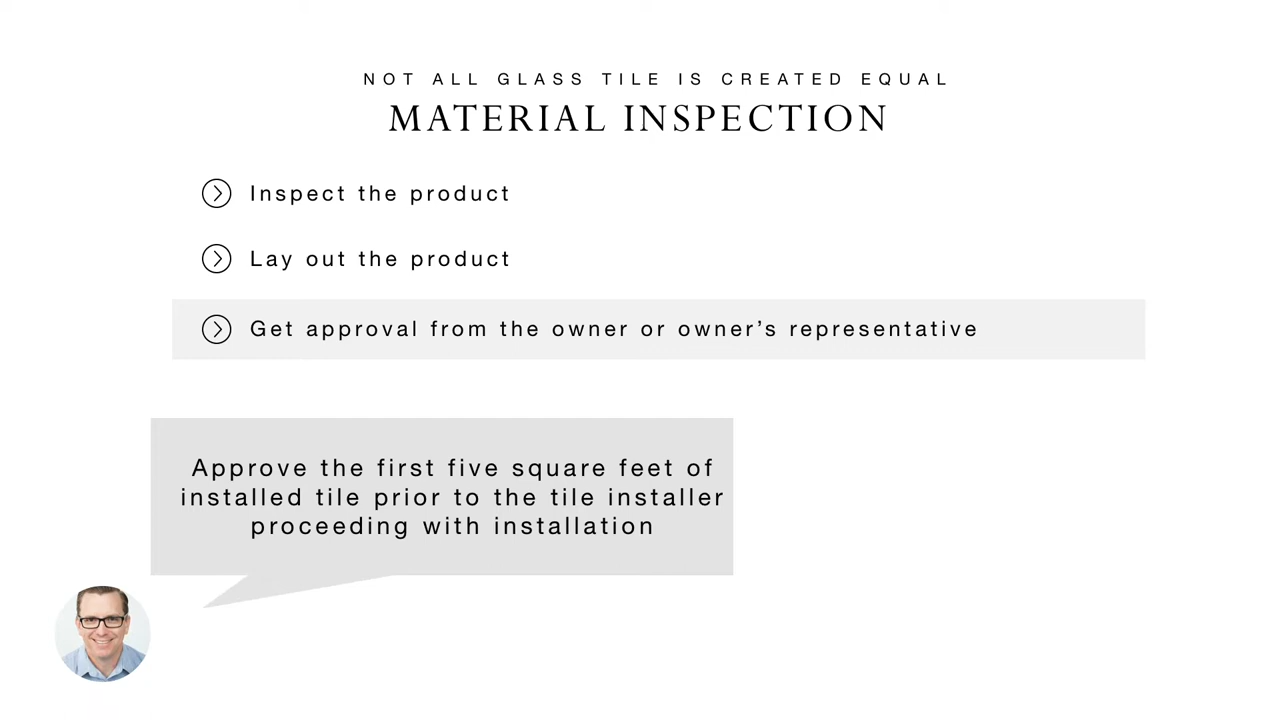 NOT ALL GLASS TILE IS CREATED EQUAL
MATERIAL INSPECTION
Inspect the product
Lay out the product
Get approval from the owner or owner’s representative
Approve the first five square feet of
installed tile prior to the tile installer
proceeding with installation